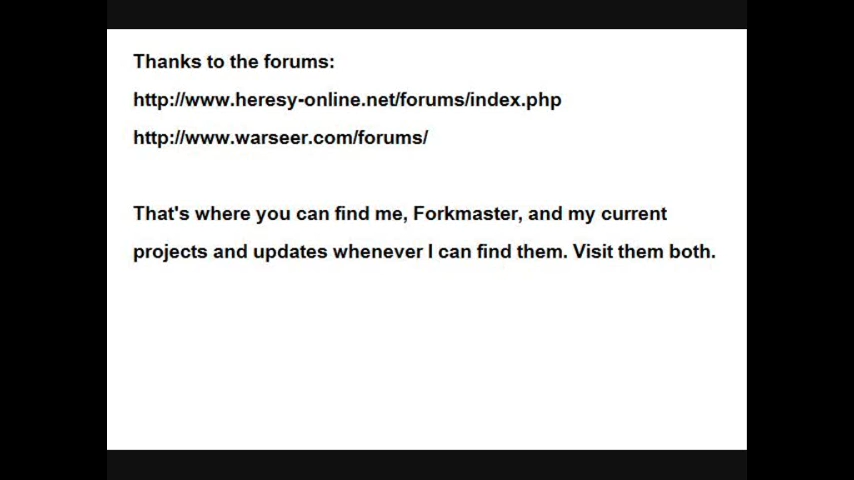 Thanks to the forums:
http://www.heresy-online.net/forums/index.php
http://www.warseer.com/forums/
That's where you can find me, Forkmaster, and my current
projects and updates whenever I can find them. Visit them both.